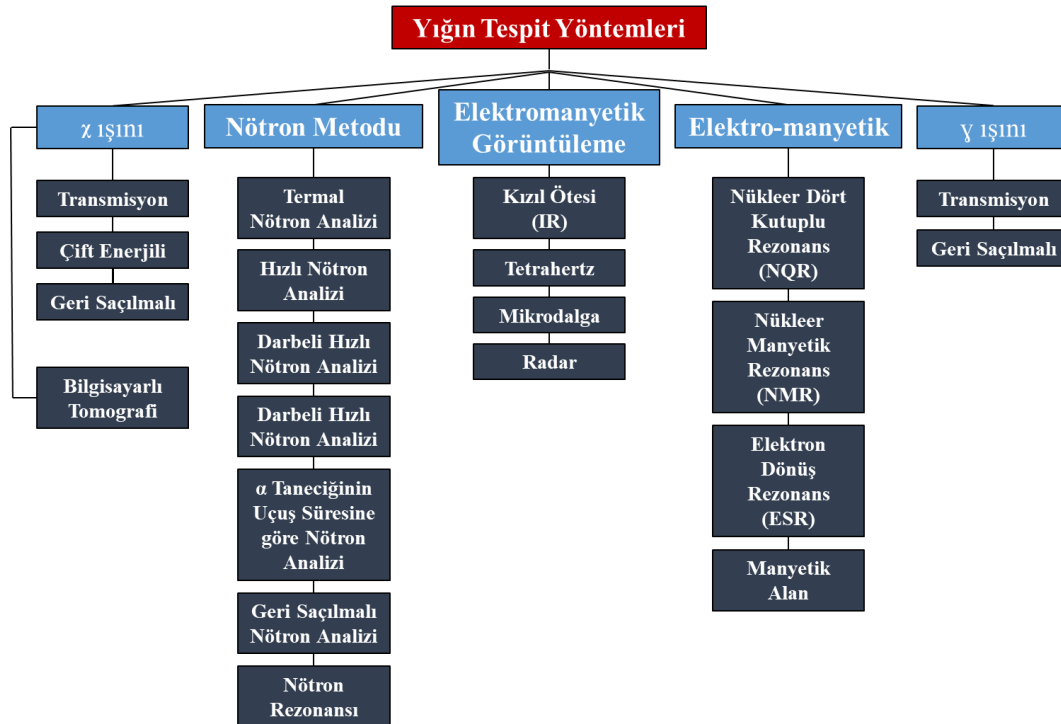 Yığın Tespit Yöntemleri
χ ışını
Transmisyon
Çift Enerjili
Geri Saçılmalı
Bilgisayarlı
Tomografi
Nötron Metodu
Termal
Nötron Analizi
Hızlı Nötron
Analizi
Darbeli Hızlı
Nötron Analizi
Darbeli Hızlı
Nötron Analizi
α Taneciğinin
Uçuş Süresine
göre Nötron
Analizi
Geri Saçılmalı
Nötron Analizi
Nötron
Rezonansı
Elektromanyetik
Görüntüleme
Kızıl Ötesi
(IR)
Tetrahertz
Mikrodalga
Radar
Elektro-manyetik
Nükleer Dört
Kutuplu
Rezonans
(NQR)
Nükleer
Manyetik
Rezonans
(NMR)
Elektron
Dönüş
Rezonans
(ESR)
Manyetik
Alan
Ɣ ışını
Transmisyon
Geri Saçılmalı